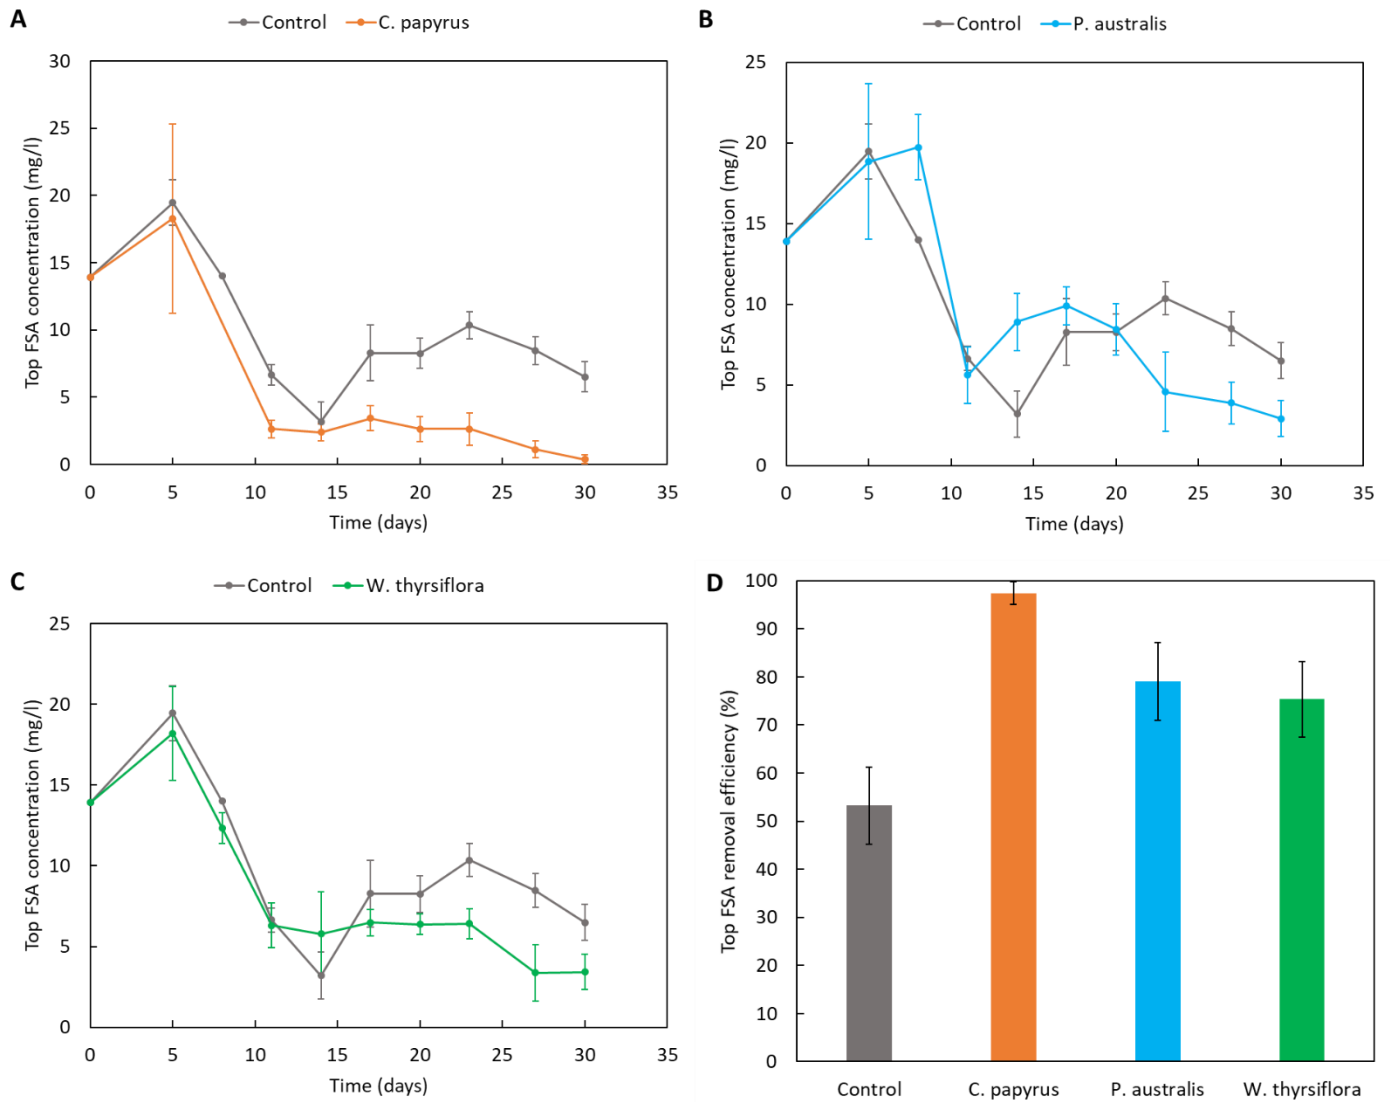 A
Control
C. papyrus
Top FSA concentration (mg/l)
30
25
20
15
10
5
0
0 5 10 15 20 25 30 35
Time (days)
B
Control
P. australis
Top FSA concentration (mg/l)
25
20
15
10
5
0
0 5 10 15 20 25 30 35
Time (days)
C
Control
W. thyrsiflora
Top FSA concentration (mg/l)
25
20
15
10
5
0
0 5 10 15 20 25 30 35
Time (days)
D
Top FSA removal efficiency (%)
100
90
80
70
60
50
40
30
20
10
0
Control C. papyrus P. australis W. thyrsiflora